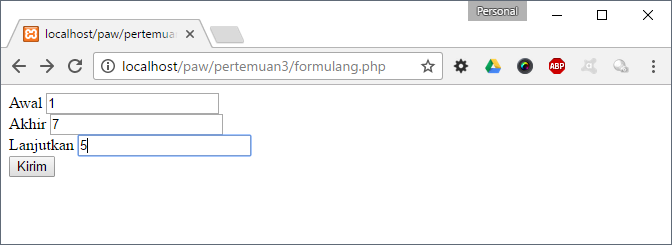 Personal
localhost/paw/pertemuan
localhost/paw/pertemuan3/formulang.php
ABP
Awal 1
Akhir 7
Lanjutkan 5
Kirim